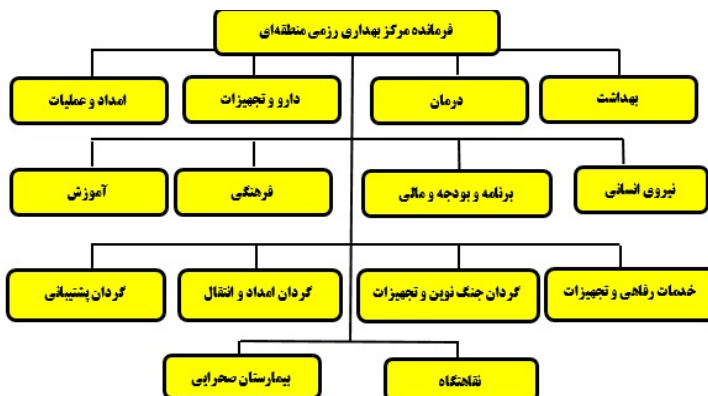 فرمانده مرکز بهداری رزمی منطقه‌ای
بهداشت
درمان
دارو و تجهیزات
امداد و عملیات
نیروی انسانی
برنامه و بودجه و مالی
فرهنگی
آموزش
خدمات رفاهی و تجهیزات
گردان جنگ نوین و تجهیزات
گردان امداد و انتقال
گردان پشتیبانی
نقاهتگاه
بیمارستان صحرایی